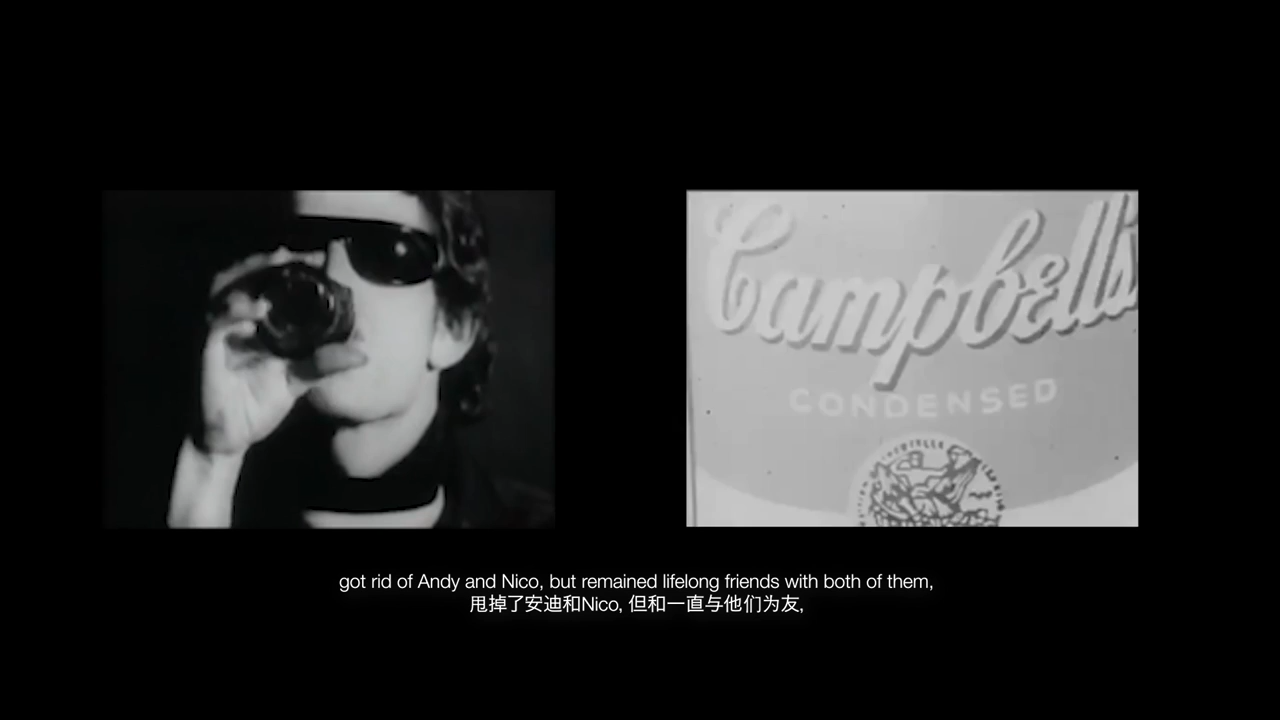 Campbell's
CONDENSED
got rid of Andy and Nico, but remained lifelong friends with both of them,
甩掉了安迪和Nico, 但和一直与他们为友,